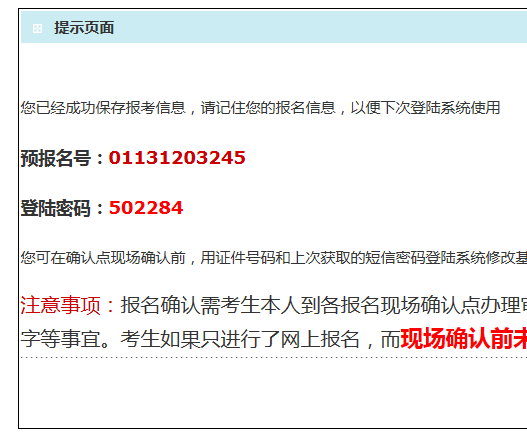 提示页面
您已经成功保存报考信息，请记住您的报名信息，以便下次登陆系统使用
预报名号：01131203245
登陆密码：502284
您可在确认点现场确认前，用证件号码和上次获取的短信密码登陆系统修改基
注意事项：报名确认需考生本人到各报名现场确认点办理审
字等事宜。考生如果只进行了网上报名，而现场确认前未